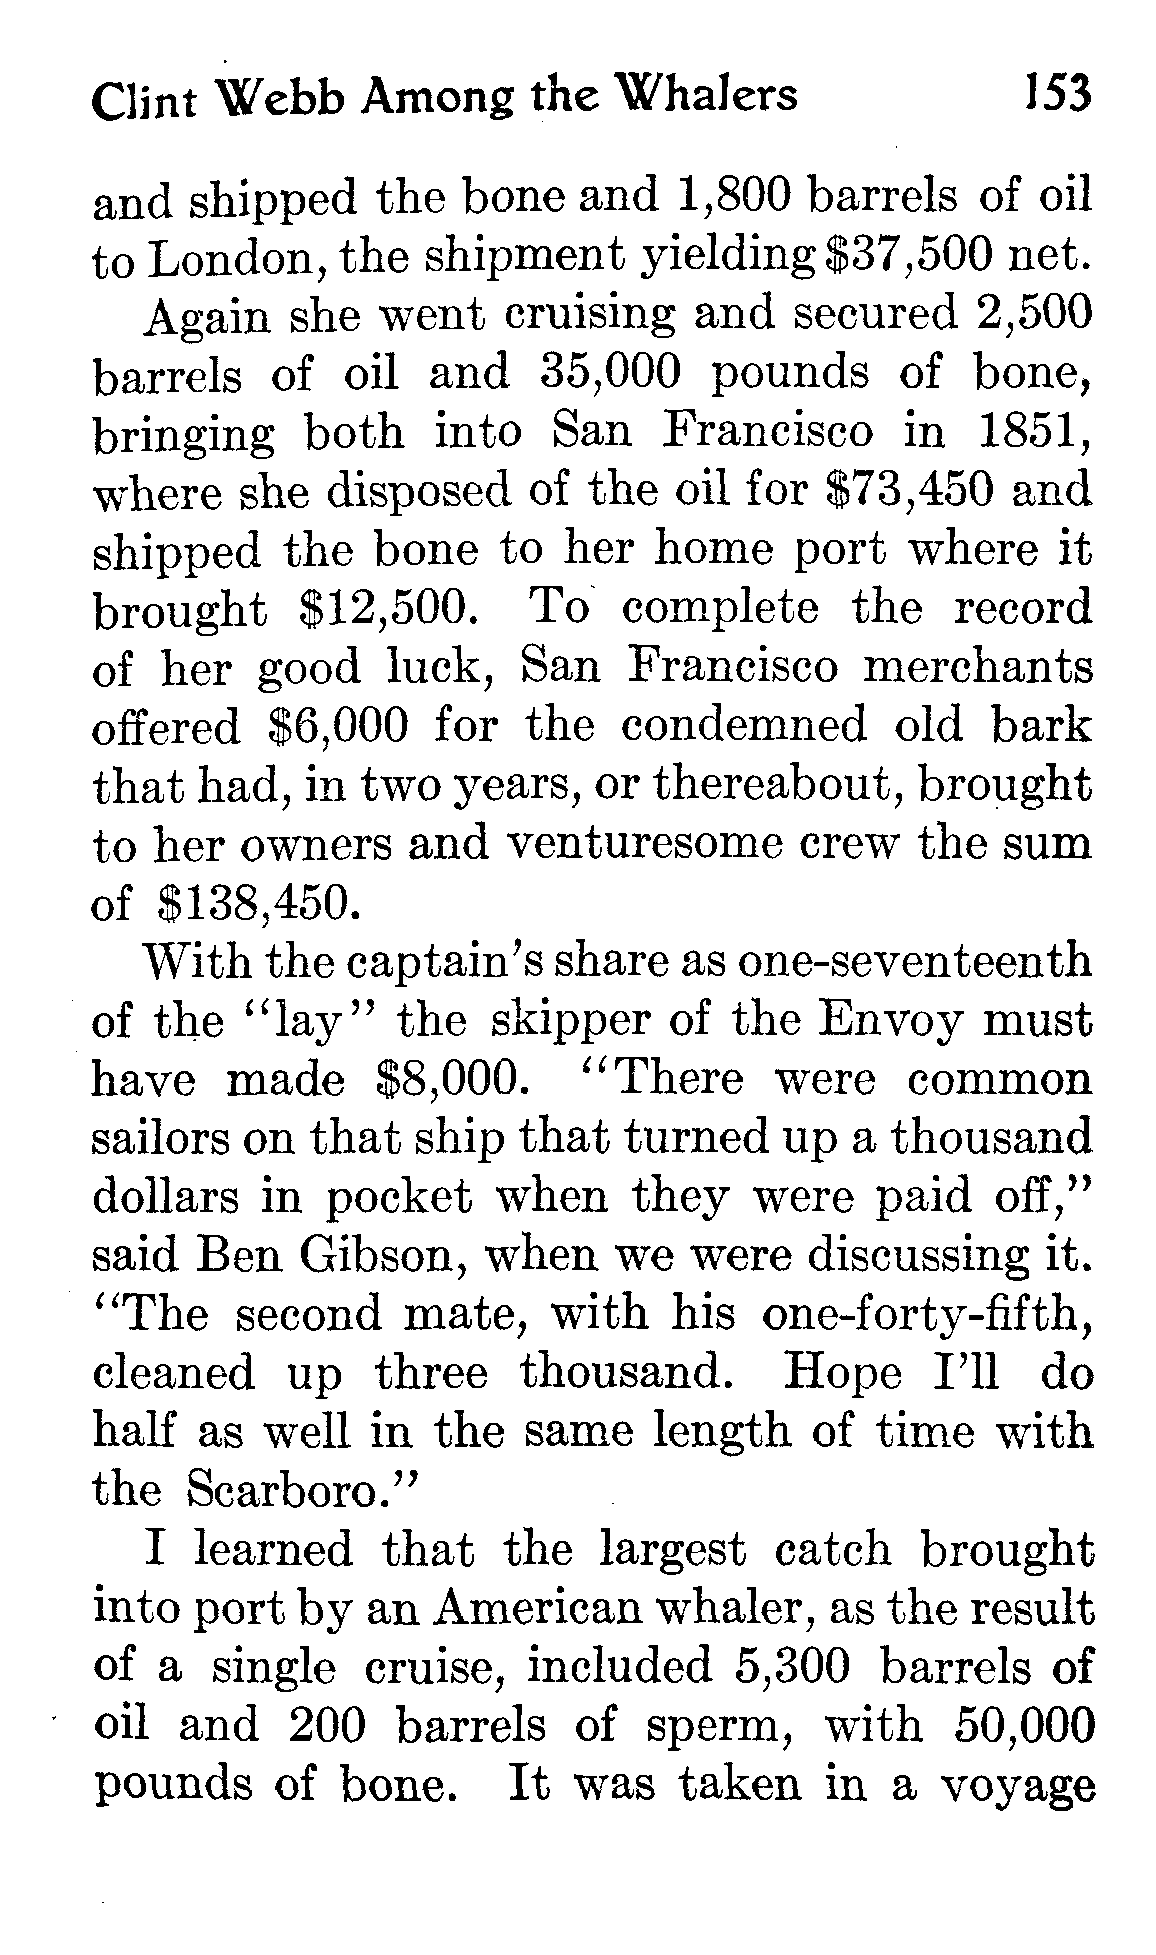 Clint Webb Among the Whalers 153
and shipped the bone and 1,800 barrels of oil
to London, the shipment yielding $37,500 net.
Again she went cruising and secured 2,500
barrels of oil and 35,000 pounds of bone,
bringing both into San Francisco in 1851,
where she disposed of the oil for $73,450 and
shipped the bone to her home port where it
brought $12,500. To complete the record
of her good luck, San Francisco merchants
offered $6,000 for the condemned old bark
that had, in two years, or thereabout, brought
to her owners and venturesome crew the sum
of $138,450.
With the captain's share as one-seventeenth
of the "lay" the skipper of the Envoy must
have made $8,000. "There were common
sailors on that ship that turned up a thousand
dollars in pocket when they were paid off,"
said Ben Gibson, when we were discussing it.
"The second mate, with his one-forty-fifth,
cleaned up three thousand. Hope I'll do
half as well in the same length of time with
the Scarboro."
I learned that the largest catch brought
into port by an American whaler, as the result
of a single cruise, included 5,300 barrels of
oil and 200 barrels of sperm, with 50,000
pounds of bone. It was taken in a voyage